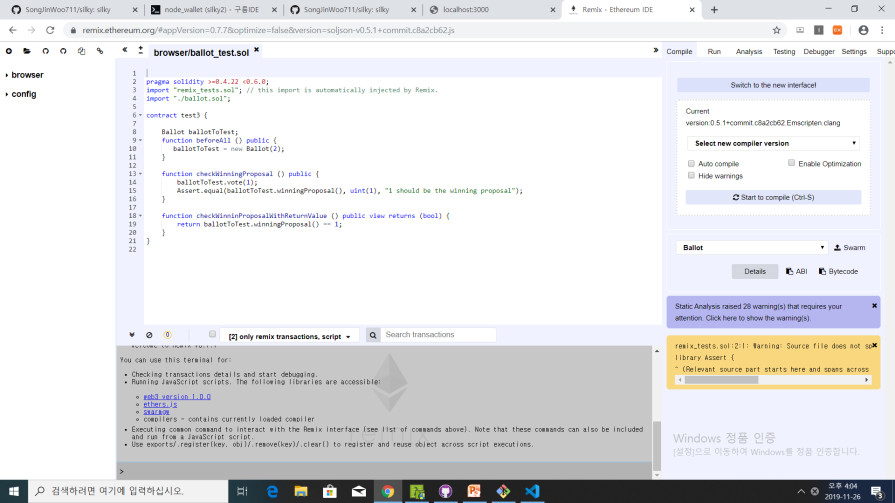 SongJinWoo711/silky: silky
node_wallet (silky2) - 구름IDE
SongJinWoo711/silky: silky
localhost:3000
Remix - Ethereum IDE
remix.ethereum.org/#appVersion=0.7.7&optimize=false&version=soljson-v0.5.1+commit.c8a2cb62.js
browser/ballot_test.sol
Compile Run Analysis Testing Debugger Settings Suppo
browser
config
1
2 pragma solidity >=0.4.22 <0.6.0;
3 import "remix_tests.sol"; // this import is automatically injected by Remix.
4 import "./ballot.sol";
5
6 contract test3 {
7
8 Ballot ballotToTest;
9 function beforeAll () public {
10 ballotToTest = new Ballot(2);
11 }
12
13 function checkWinningProposal () public {
14 ballotToTest.vote(1);
15 Assert.equal(ballotToTest.winningProposal(), uint(1), "1 should be the winning proposal");
16 }
17
18 function checkWinninProposalWithReturnValue () public view returns (bool) {
19 return ballotToTest.winningProposal() == 1;
20 }
21 }
22
Switch to the new interface!
Current
version:0.5.1+commit.c8a2cb62.Emscripten.clang
Select new compiler version
Auto compile
Enable Optimization
Hide warnings
Start to compile (Ctrl-S)
Ballot
Swarm
Details
ABI
Bytecode
Static Analysis raised 28 warning(s) that requires your
attention. Click here to show the warning(s).
remix_tests.sol:2:1: Warning: Source file does not sp
library Assert {
^ (Relevant source part starts here and spans across
0
[2] only remix transactions, script
Search transactions
You can use this terminal for:
• Checking transactions details and start debugging.
• Running JavaScript scripts. The following libraries are accessible:
web3 version 1.0.0
ethers.js
swarmgw
compilers - contains currently loaded compiler
• Executing common command to interact with the Remix interface (see list of commands above). Note that these commands can also be included
and run from a JavaScript script.
• Use exports/.register(key, obj)/.remove(key)/.clear() to register and reuse object across script executions.
>
Windows 정품 인증
[설정]으로 이동하여 Windows를 정품 인증합니다.
검색하려면 여기에 입력하십시오.
오후 4:04
2019-11-26
3